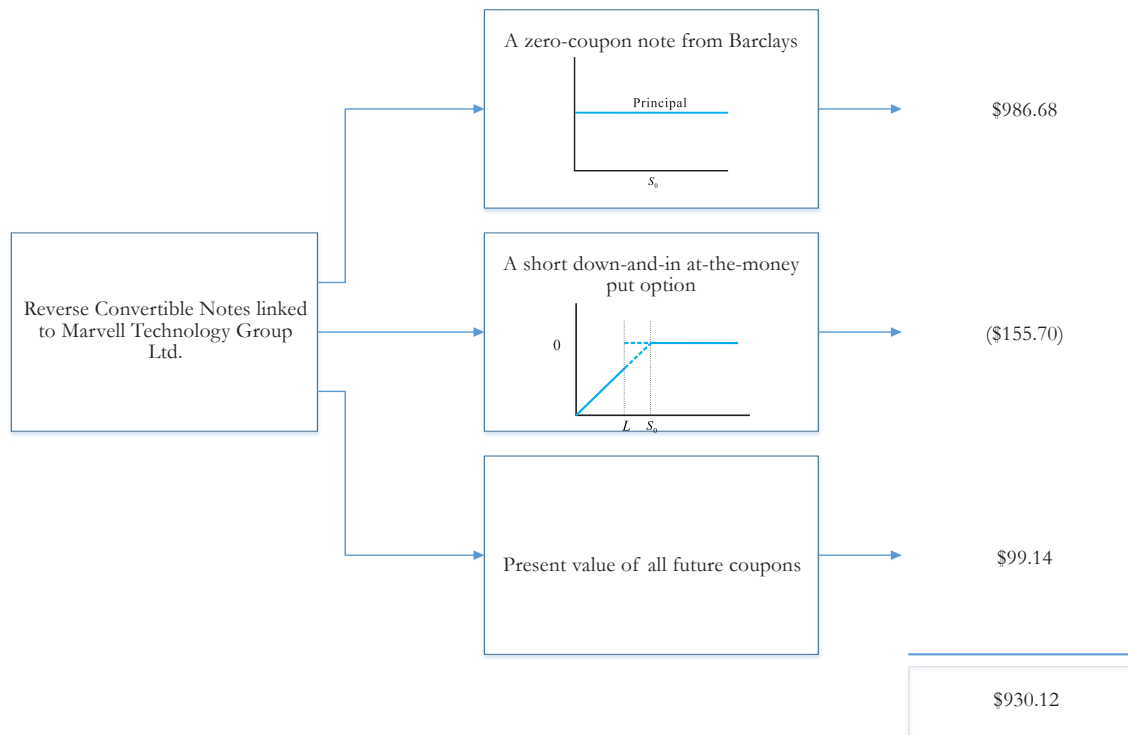 A zero-coupon note from Barclays
Principal
S₀
$986.68
Reverse Convertible Notes linked
to Marvell Technology Group
Ltd.
A short down-and-in at-the-money
put option
0
L S₀
($155.70)
Present value of all future coupons
$99.14
$930.12